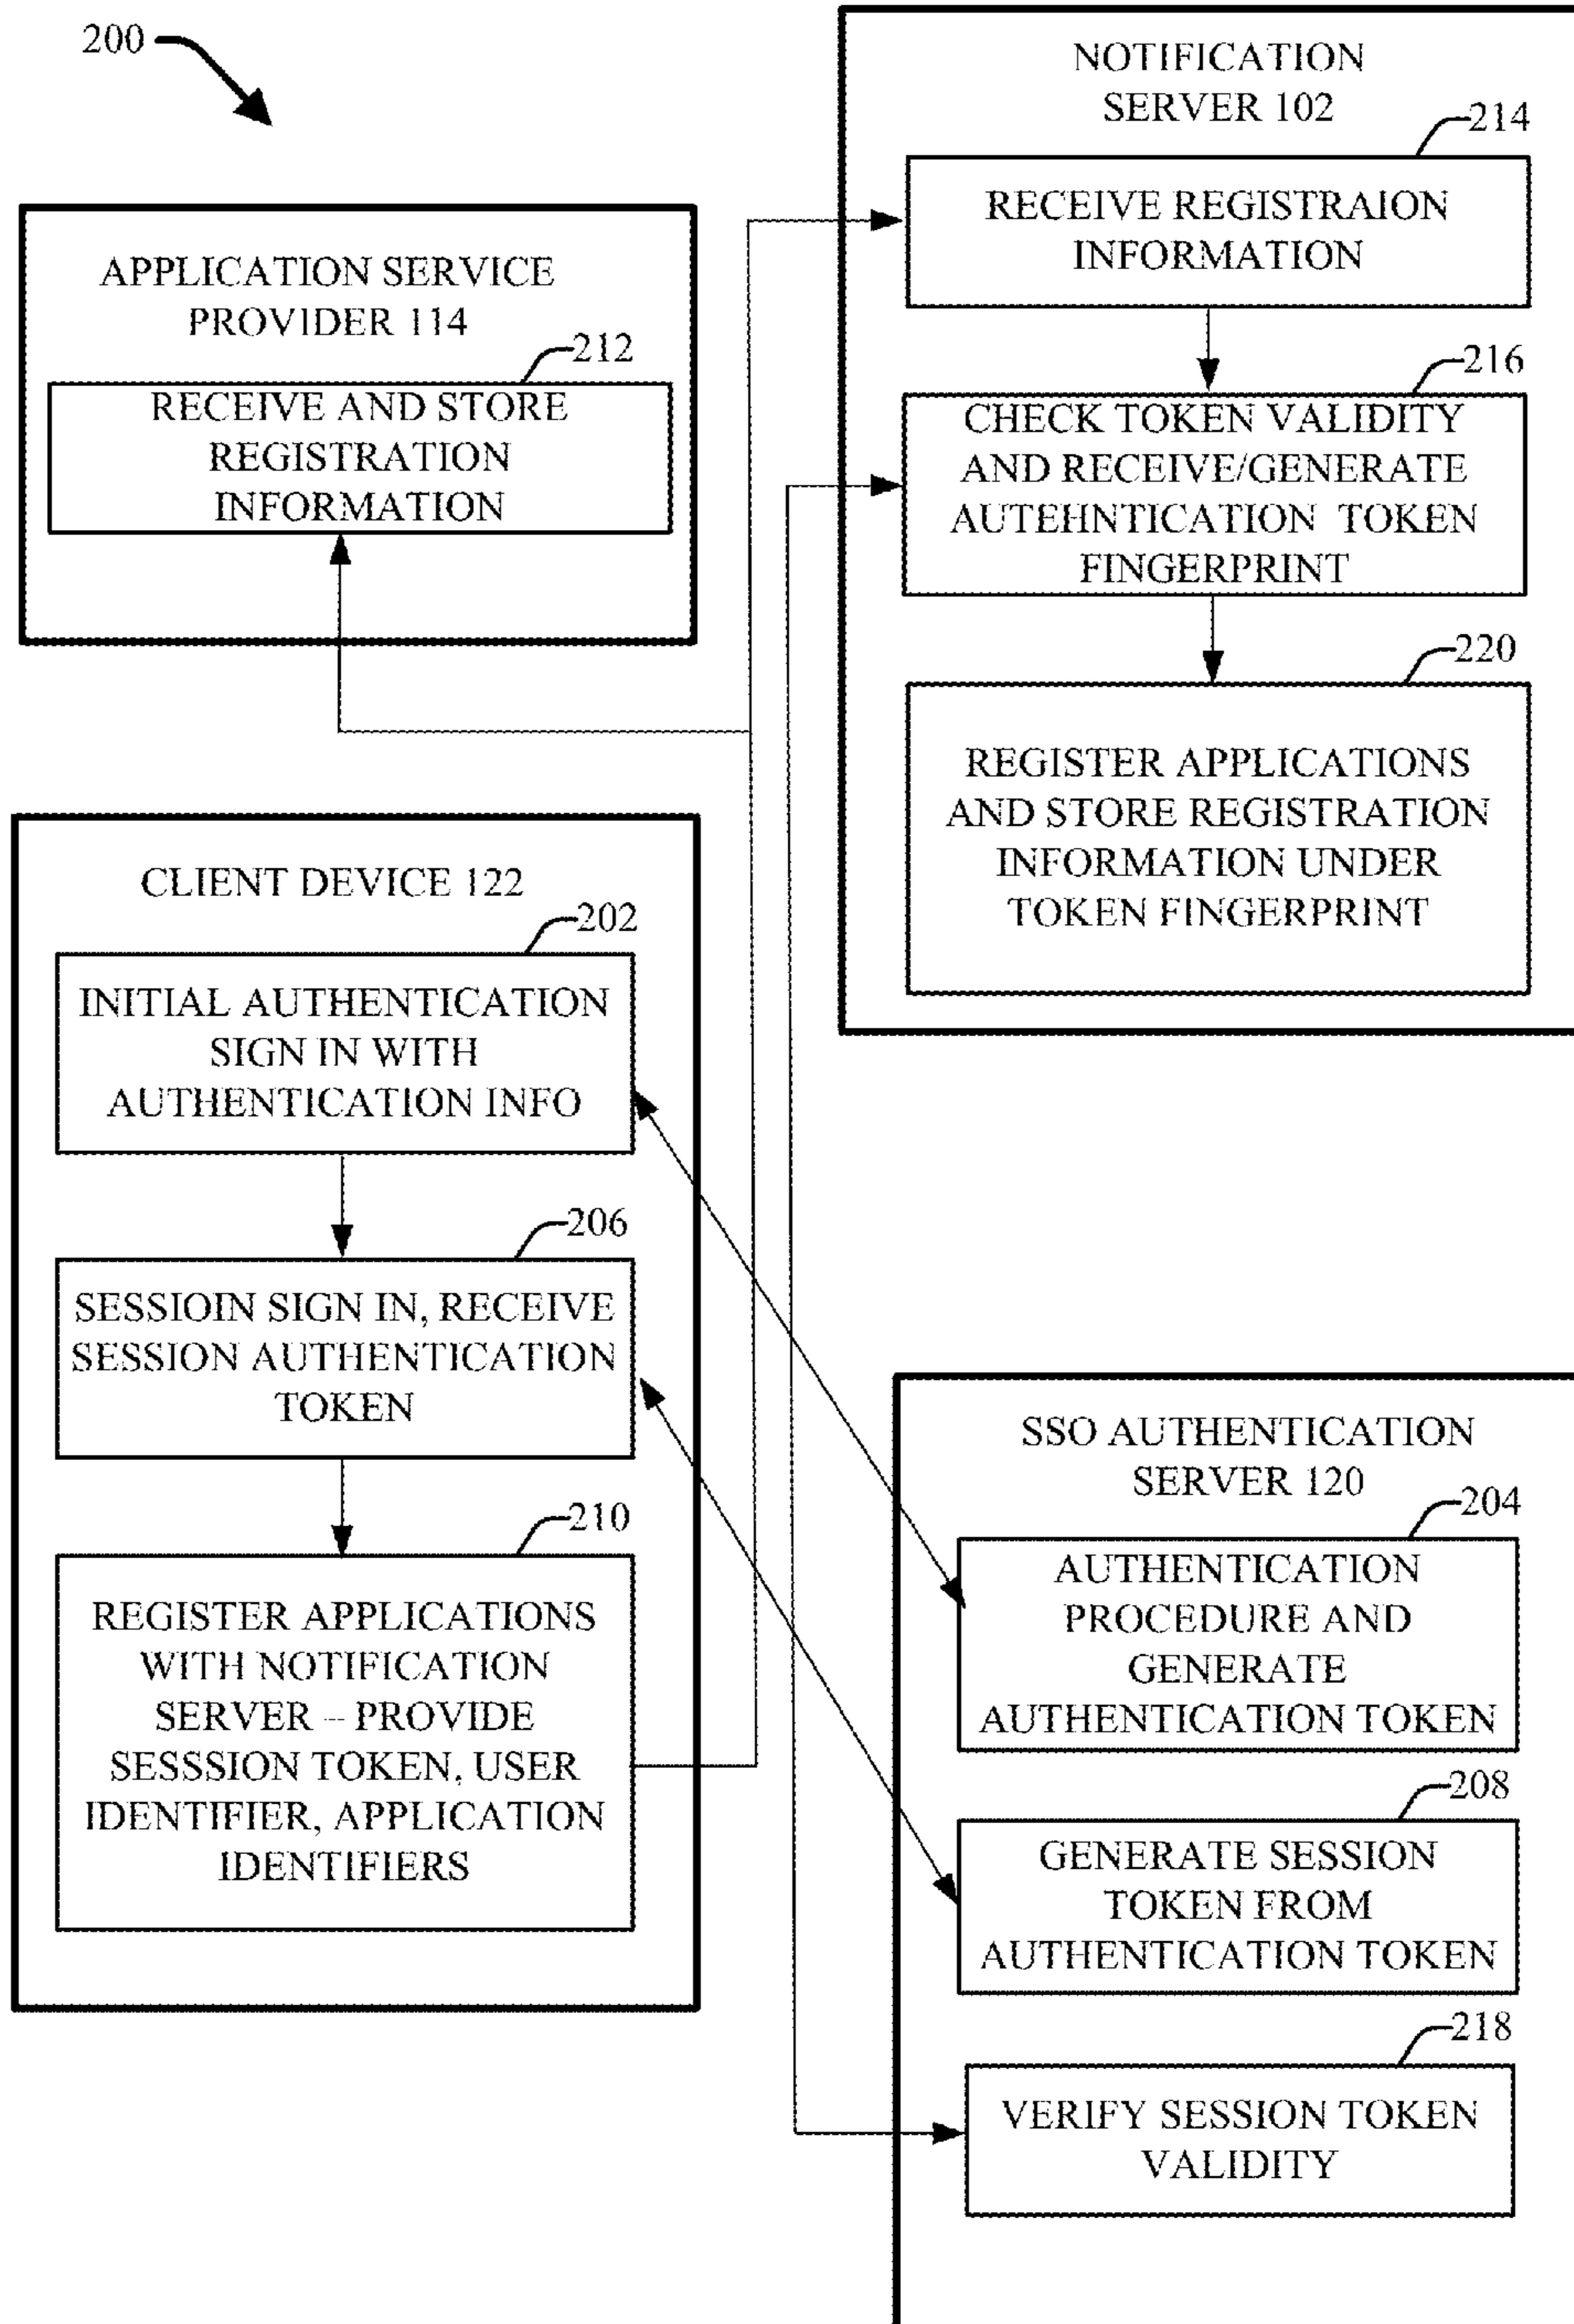 200
APPLICATION SERVICE
PROVIDER 114
212
RECEIVE AND STORE
REGISTRATION
INFORMATION
NOTIFICATION
SERVER 102
214
RECEIVE REGISTRAION
INFORMATION
216
CHECK TOKEN VALIDITY
AND RECEIVE/GENERATE
AUTEHNTICATION TOKEN
FINGERPRINT
220
REGISTER APPLICATIONS
AND STORE REGISTRATION
INFORMATION UNDER
TOKEN FINGERPRINT
CLIENT DEVICE 122
202
INITIAL AUTHENTICATION
SIGN IN WITH
AUTHENTICATION INFO
206
SESSIOIN SIGN IN, RECEIVE
SESSION AUTHENTICATION
TOKEN
210
REGISTER APPLICATIONS
WITH NOTIFICATION
SERVER – PROVIDE
SESSSION TOKEN, USER
IDENTIFIER, APPLICATION
IDENTIFIERS
SSO AUTHENTICATION
SERVER 120
204
AUTHENTICATION
PROCEDURE AND
GENERATE
AUTHENTICATION TOKEN
208
GENERATE SESSION
TOKEN FROM
AUTHENTICATION TOKEN
218
VERIFY SESSION TOKEN
VALIDITY